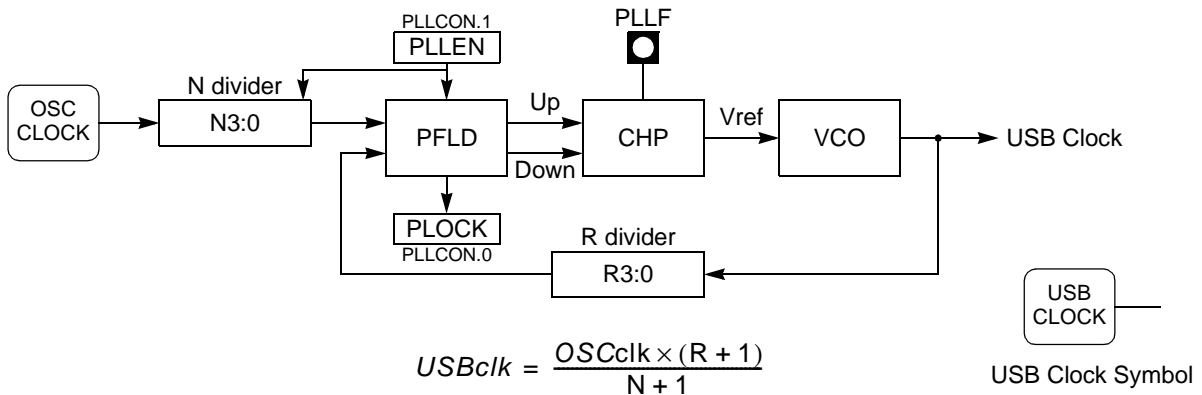 PLLCON.1
PLLEN
PLLF
N divider
OSC
CLOCK
N3:0
PFLD
Up
Down
CHP
Vref
VCO
USB Clock
PLOCK
PLLCON.0
R divider
R3:0
USB
CLOCK
USB Clock Symbol
USBclk = OSCclk × (R + 1)
N + 1